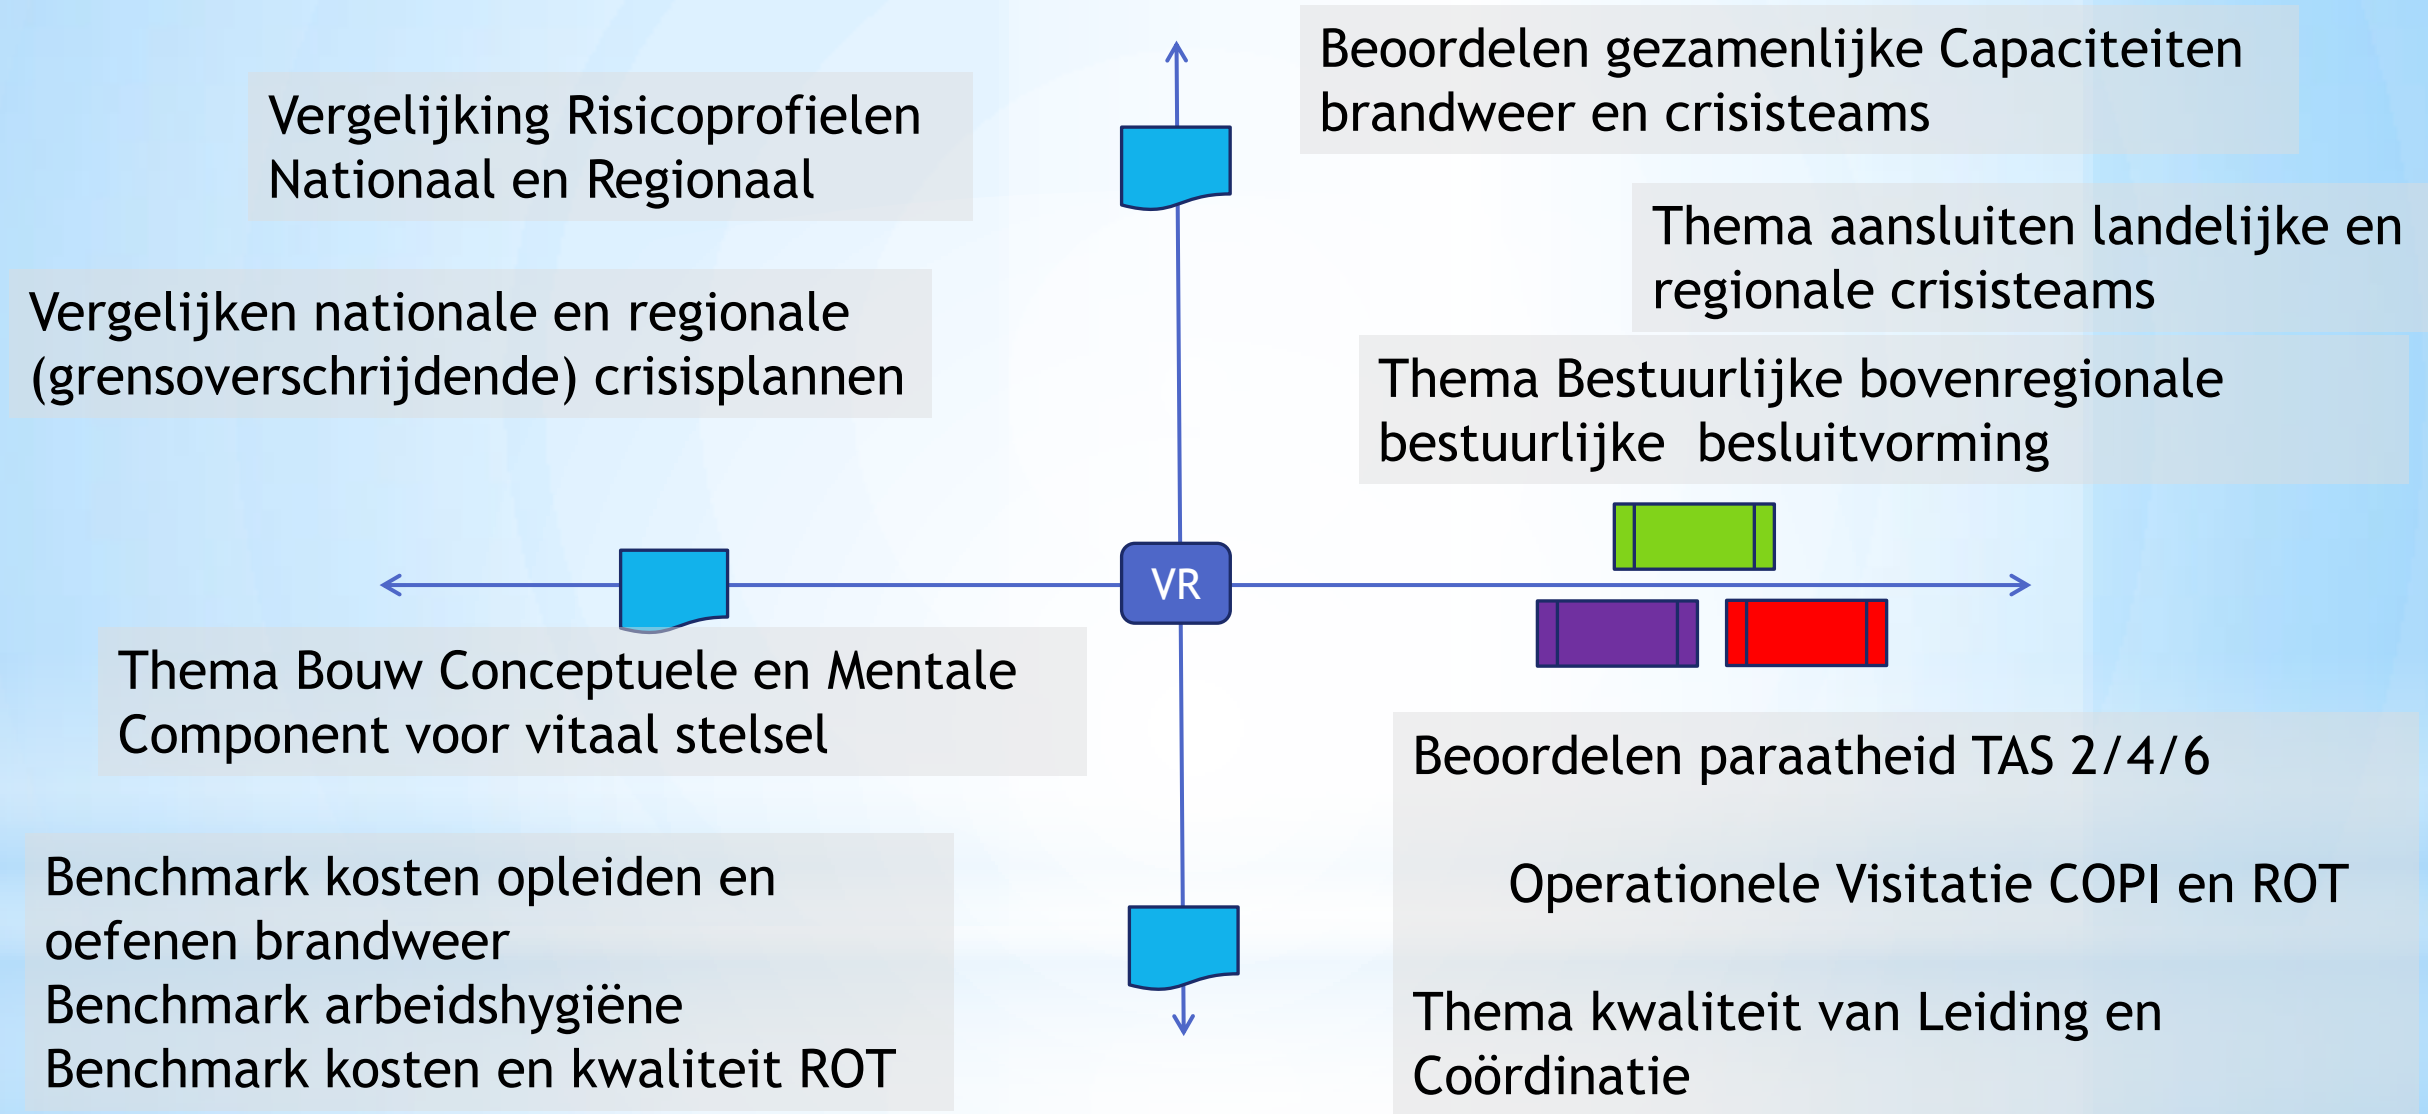 Vergelijking Risicoprofielen
Nationaal en Regionaal
Beoordelen gezamenlijke Capaciteiten
brandweer en crisisteams
Thema aansluiten landelijke en
regionale crisisteams
Vergelijken nationale en regionale
(grensoverschrijdende) crisisplannen
Thema Bestuurlijke bovenregionale
bestuurlijke  besluitvorming
VR
Thema Bouw Conceptuele en Mentale
Component voor vitaal stelsel
Beoordelen paraatheid TAS 2/4/6
Operationele Visitatie COPI en ROT
Thema kwaliteit van Leiding en
Coördinatie
Benchmark kosten opleiden en
oefenen brandweer
Benchmark arbeidshygiëne
Benchmark kosten en kwaliteit ROT